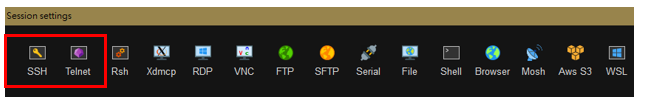 Session settings
SSH Telnet Rsh Xdmcp RDP VNC FTP SFTP Serial File Shell Browser Mosh Aws S3 WSL